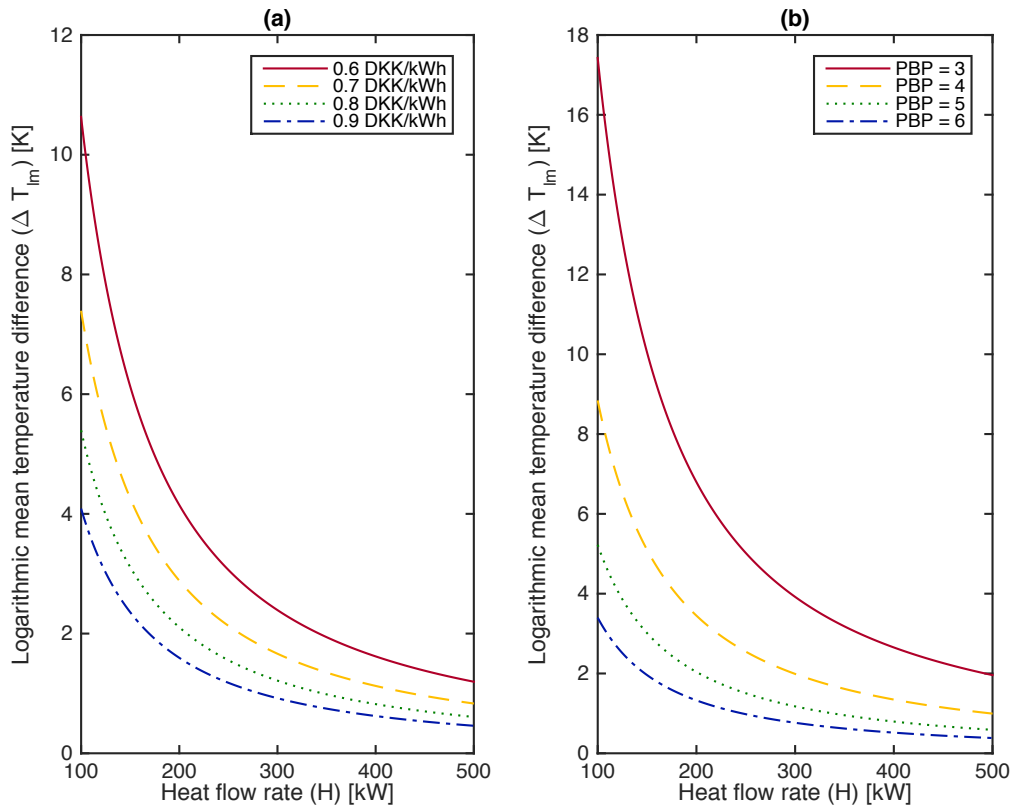 (a)
Logarithmic mean temperature difference (Δ T_lm) [K]
12
10
8
6
4
2
0
0.6 DKK/kWh
0.7 DKK/kWh
0.8 DKK/kWh
0.9 DKK/kWh
100 200 300 400 500
Heat flow rate (H) [kW]
(b)
Logarithmic mean temperature difference (Δ T_lm) [K]
18
16
14
12
10
8
6
4
2
0
PBP = 3
PBP = 4
PBP = 5
PBP = 6
100 200 300 400 500
Heat flow rate (H) [kW]